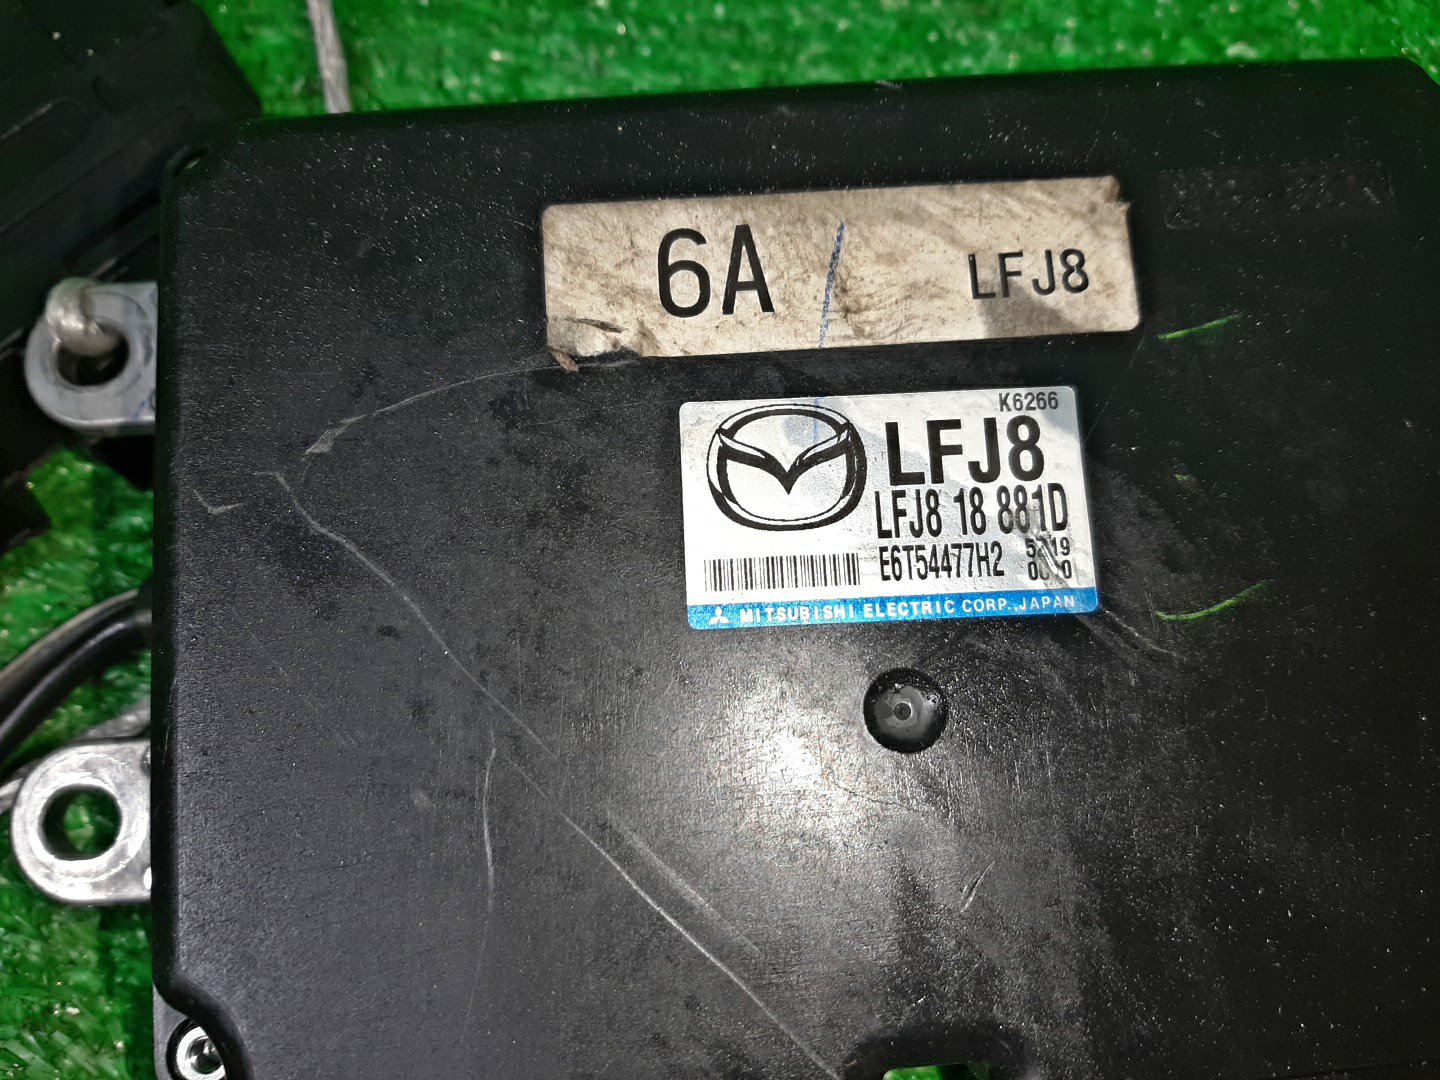 6A LFJ8
K6266
LFJ8
LFJ8 18 881D
E6T54477H2
MITSUBISHI ELECTRIC CORP., JAPAN